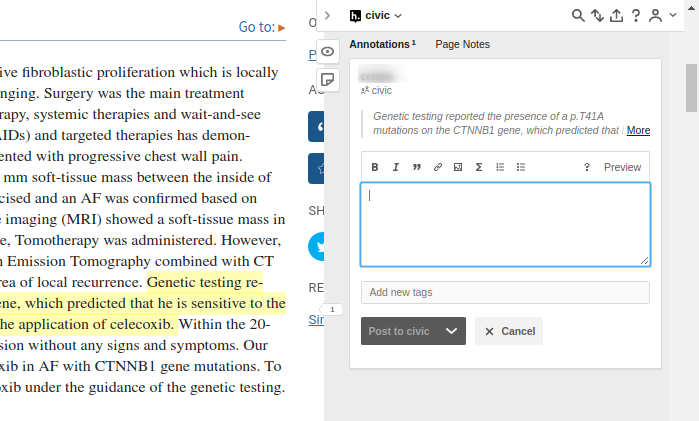 Go to: ▸
ive fibroblastic proliferation which is locally
nging. Surgery was the main treatment
rapy, systemic therapies and wait-and-see
AIDs) and targeted therapies has demon-
ented with progressive chest wall pain.
mm soft-tissue mass between the inside of
cised and an AF was confirmed based on
e imaging (MRI) showed a soft-tissue mass in
e, Tomotherapy was administered. However,
n Emission Tomography combined with CT
rea of local recurrence. Genetic testing re-
ene, which predicted that he is sensitive to the
he application of celecoxib. Within the 20-
sion without any signs and symptoms. Our
xib in AF with CTNNB1 gene mutations. To
oxib under the guidance of the genetic testing.
SH
RE
Sir
1
h. civic
Annotations 1 Page Notes
civic
Genetic testing reported the presence of a p.T41A
mutations on the CTNNB1 gene, which predicted that More
B I ” Σ ? Preview
Add new tags
Post to civic × Cancel